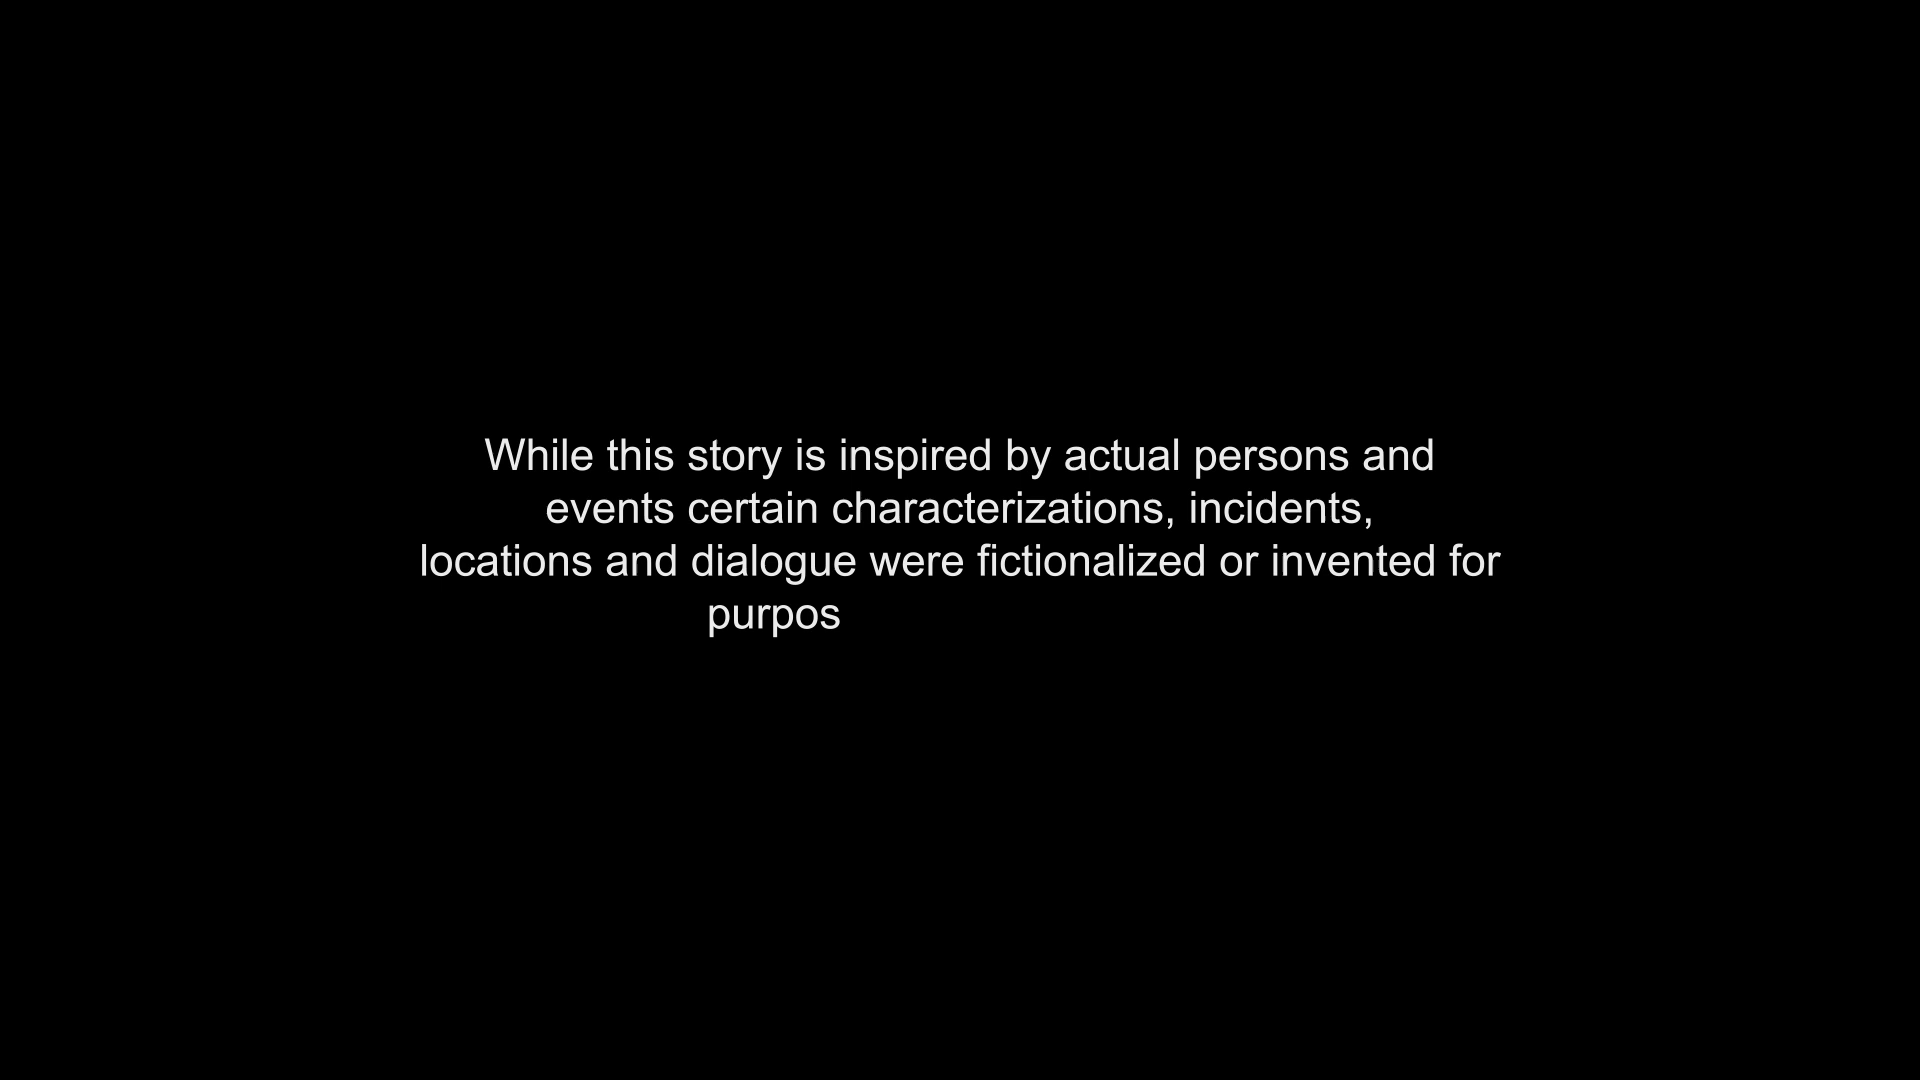 While this story is inspired by actual persons and
events certain characterizations, incidents,
locations and dialogue were fictionalized or invented for
purpos